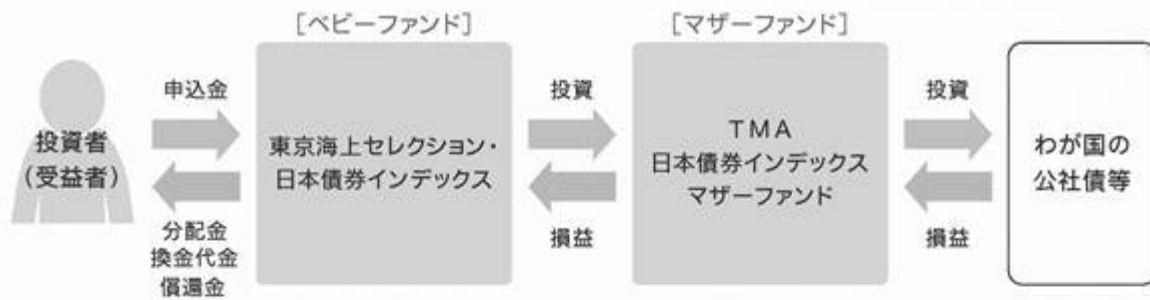 [ベビーファンド]
[マザーファンド]
投資者
(受益者)
申込金
分配金
換金代金
償還金
東京海上セレクション・
日本債券インデックス
投資
損益
TMA
日本債券インデックス
マザーファンド
投資
損益
わが国の
公社債等